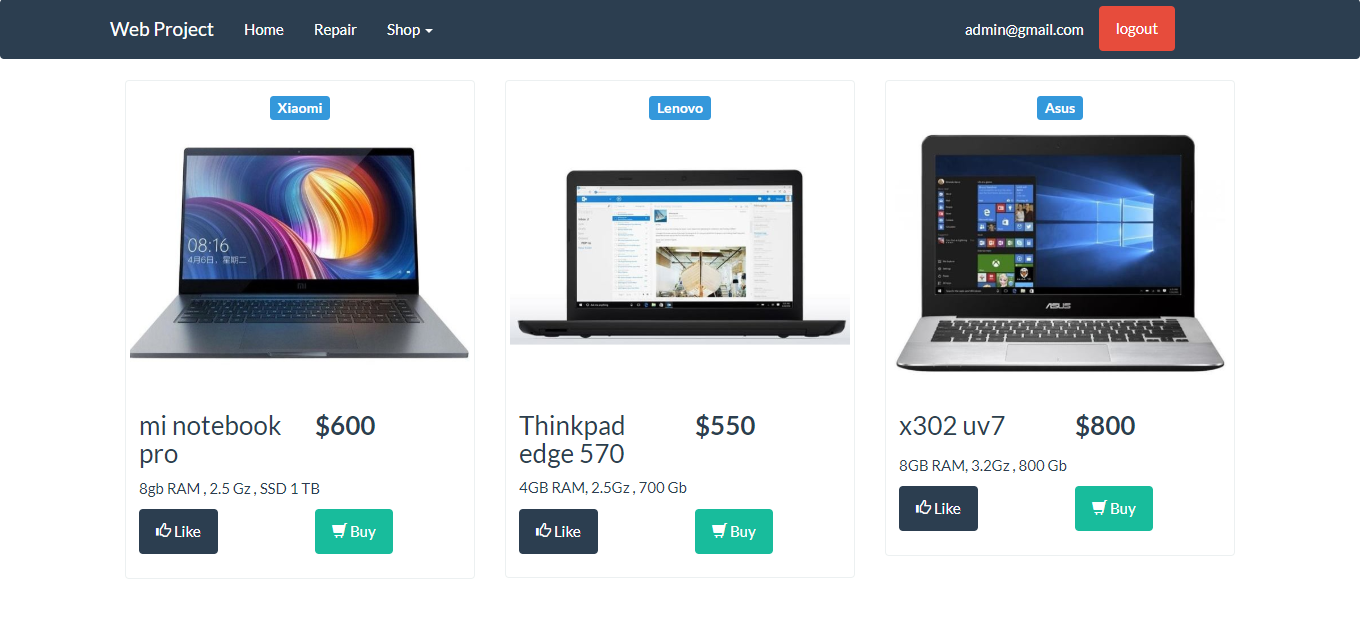 Web Project Home Repair Shop admin@gmail.com logout
Xiaomi
08:16
4月6日，星期二
mi notebook
pro
$600
8gb RAM , 2.5 Gz , SSD 1 TB
Like Buy
Lenovo
Thinkpad
edge 570
$550
4GB RAM, 2.5Gz , 700 Gb
Like Buy
Asus
ASUS
x302 uv7 $800
8GB RAM, 3.2Gz , 800 Gb
Like Buy